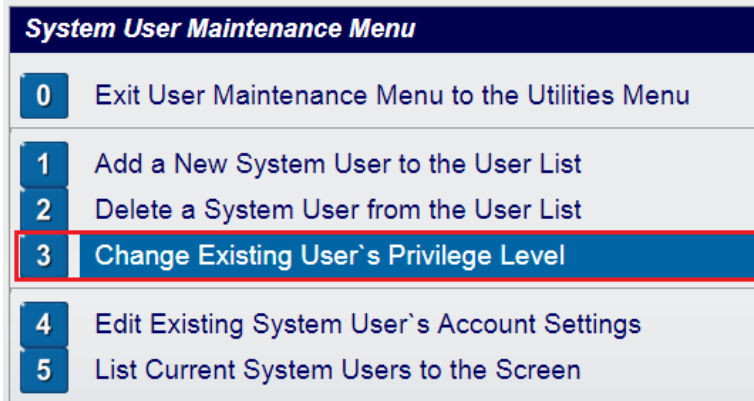 System User Maintenance Menu
0 Exit User Maintenance Menu to the Utilities Menu
1 Add a New System User to the User List
2 Delete a System User from the User List
3 Change Existing User`s Privilege Level
4 Edit Existing System User`s Account Settings
5 List Current System Users to the Screen